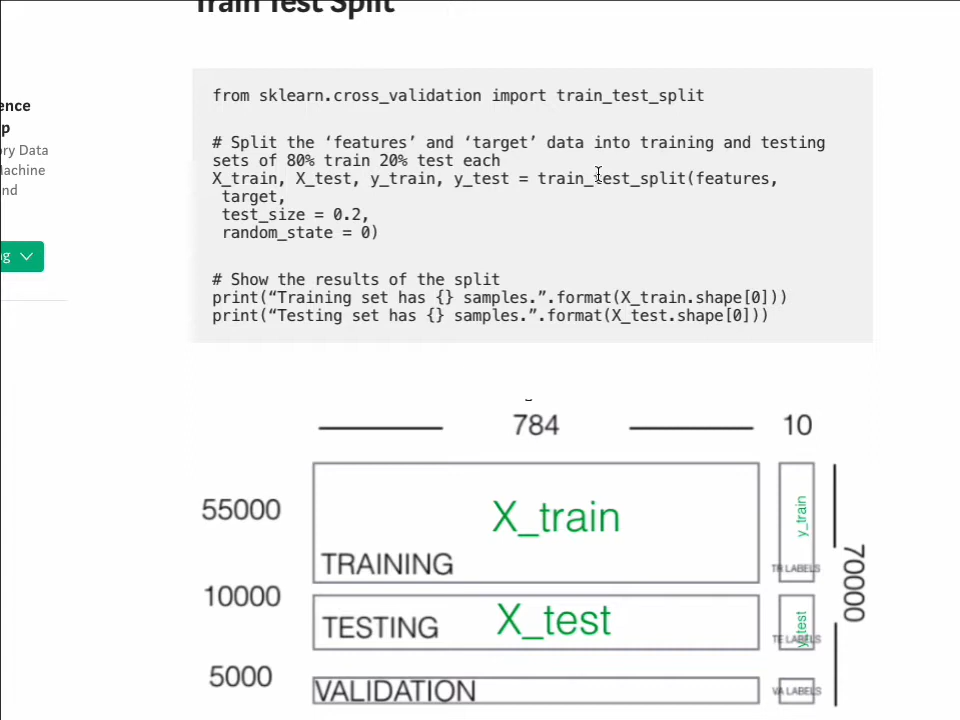 Train Test Split
ence
p
ory Data
Machine
nd
g
from sklearn.cross_validation import train_test_split
# Split the ‘features’ and ‘target’ data into training and testing
sets of 80% train 20% test each
X_train, X_test, y_train, y_test = train_test_split(features,
target,
test_size = 0.2,
random_state = 0)
# Show the results of the split
print(“Training set has {} samples.”.format(X_train.shape[0]))
print(“Testing set has {} samples.”.format(X_test.shape[0]))
784
10
55000
X_train
y_train
TRAINING
TR LABELS
70000
10000
X_test
y_test
TESTING
TE LABELS
5000
VALIDATION
VA LABELS